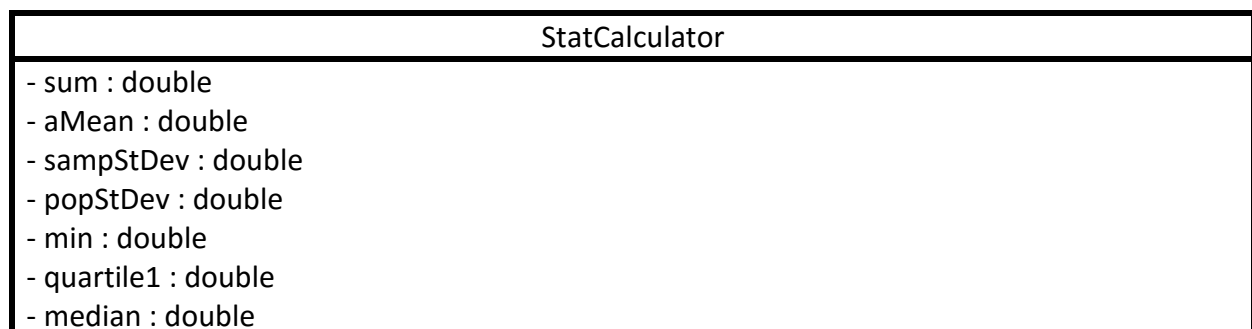 StatCalculator
- sum : double
- aMean : double
- sampStDev : double
- popStDev : double
- min : double
- quartile1 : double
- median : double